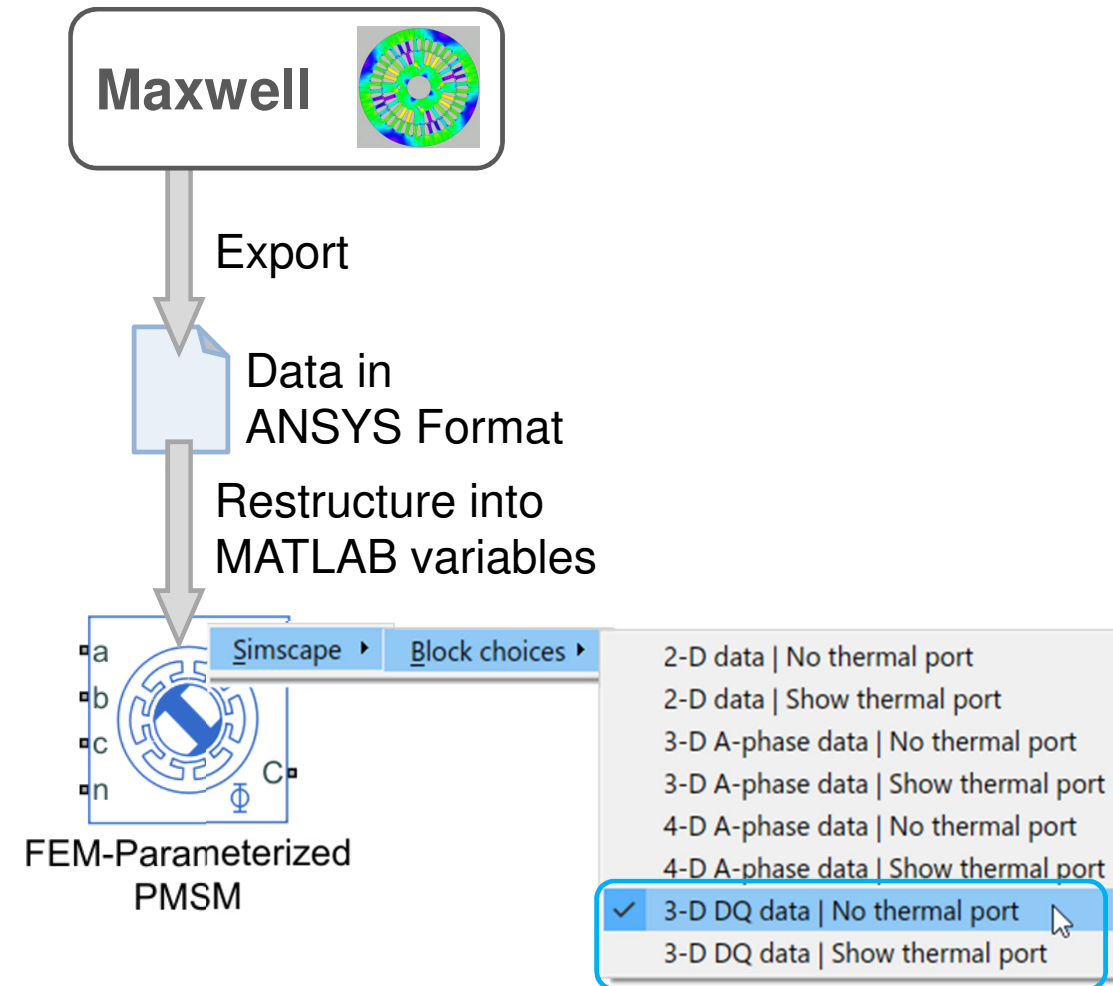 Maxwell
Export
Data in
ANSYS Format
Restructure into
MATLAB variables
a
b
c
n
C
Φ
FEM-Parameterized
PMSM
Simscape
Block choices
2-D data | No thermal port
2-D data | Show thermal port
3-D A-phase data | No thermal port
3-D A-phase data | Show thermal port
4-D A-phase data | No thermal port
4-D A-phase data | Show thermal port
3-D DQ data | No thermal port
3-D DQ data | Show thermal port